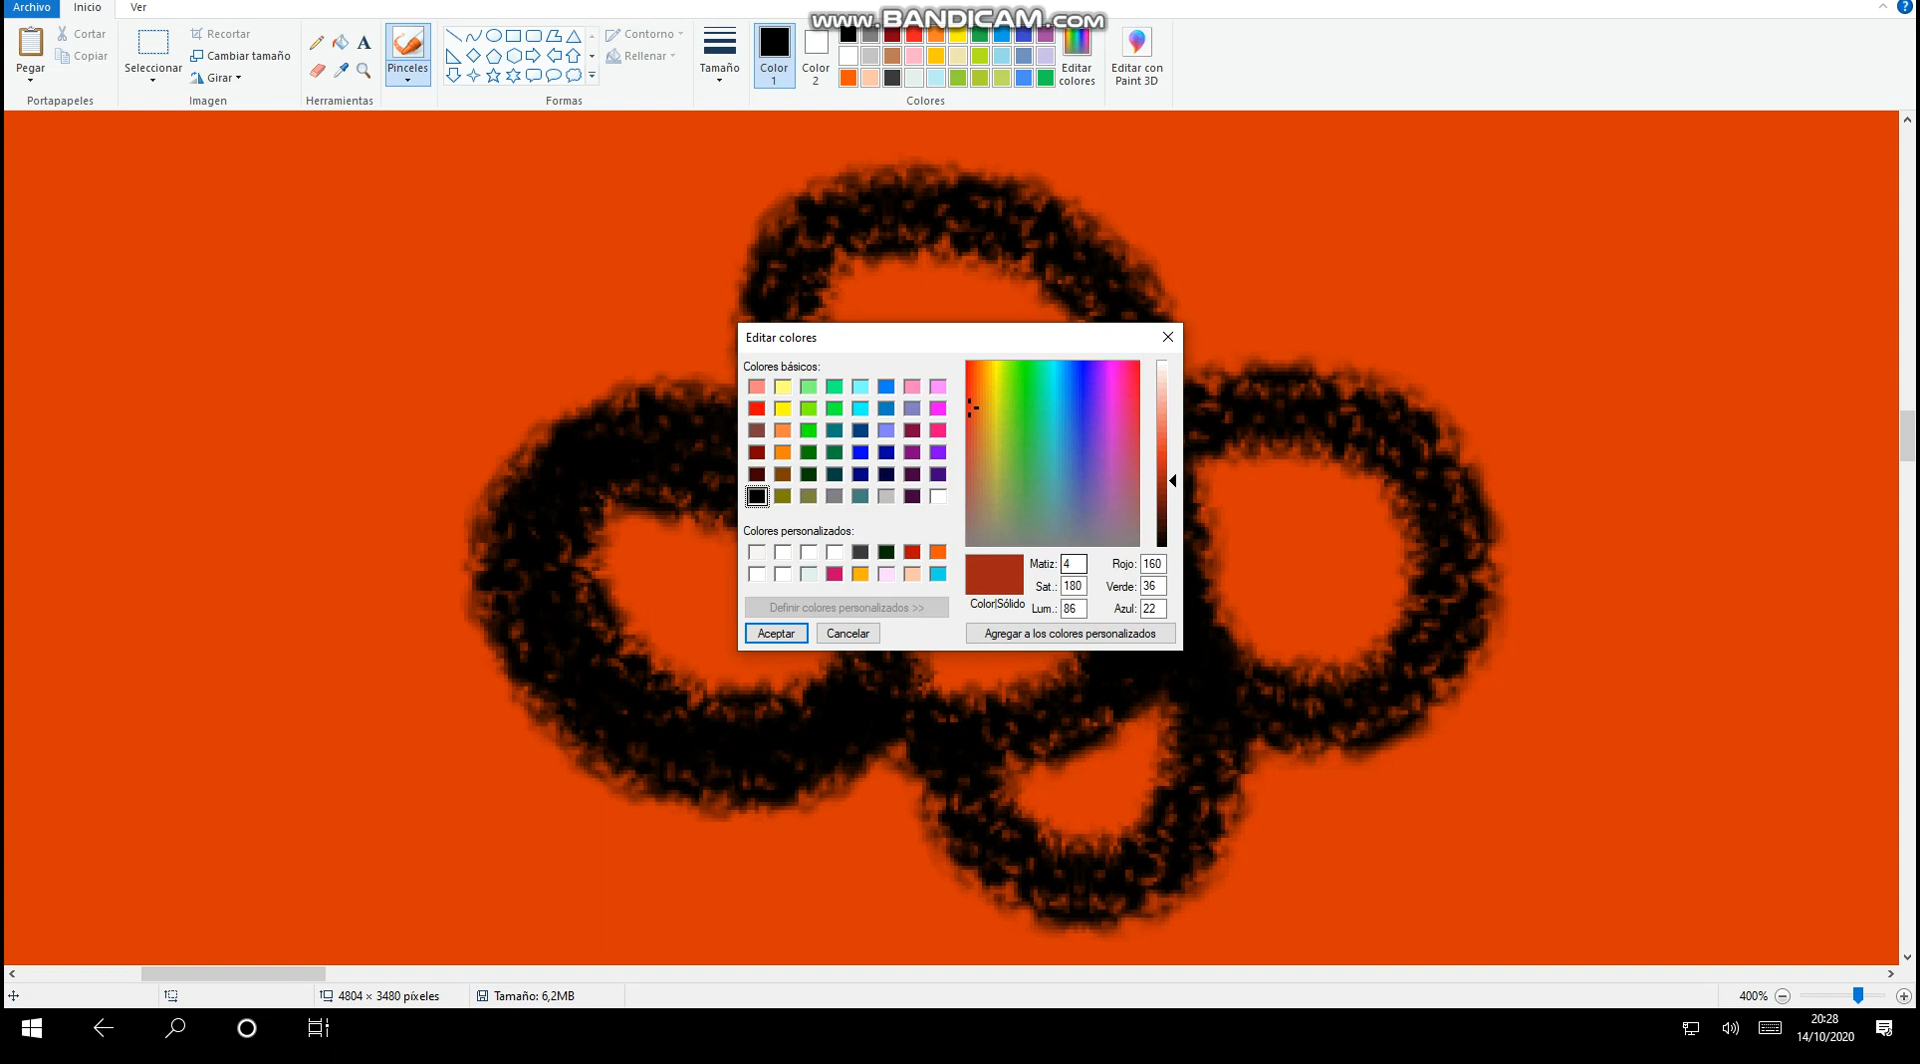 Archivo Inicio Ver
www.BANDICAM.com
Pegar
Cortar
Copiar
Portapapeles
Seleccionar
Recortar
Cambiar tamaño
Girar
Imagen
A
Herramientas
Pinceles
Contorno
Rellenar
Formas
Tamaño
Color 1
Color 2
Editar colores
Colores
Editar con Paint 3D
?
Editar colores
Colores básicos:
Colores personalizados:
Definir colores personalizados >>
Aceptar Cancelar
Color|Sólido
Matiz: 4 Rojo: 160
Sat.: 180 Verde: 36
Lum.: 86 Azul: 22
Agregar a los colores personalizados
4804 × 3480 píxeles Tamaño: 6,2MB 400%
20:28
14/10/2020